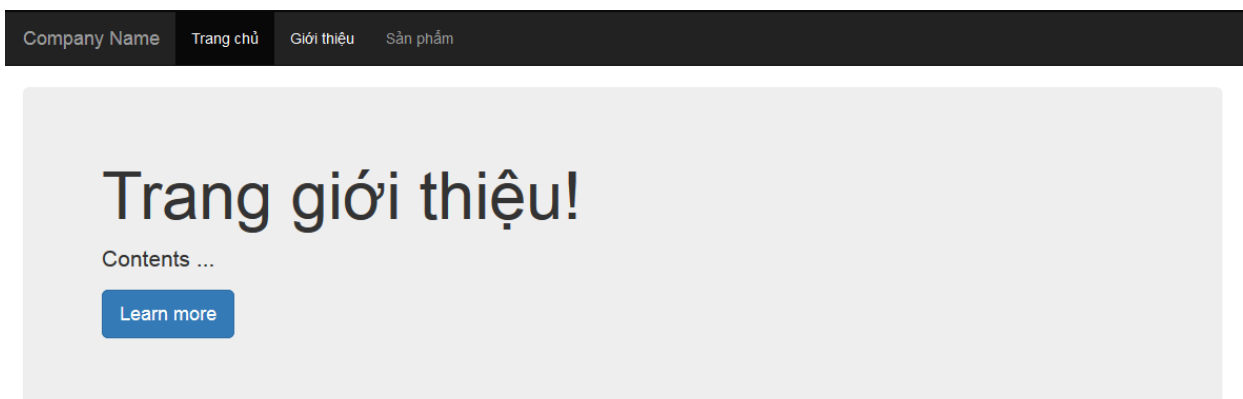 Company Name Trang chủ Giới thiệu Sản phẩm
Trang giới thiệu!
Contents ...
Learn more